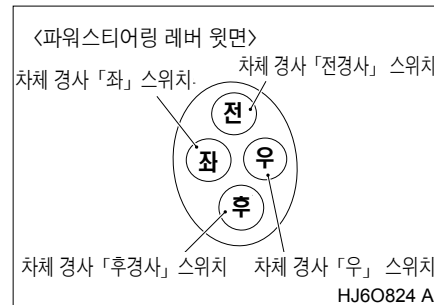 〈파워스티어링 레버 윗면〉
차체 경사「전경사」 스위치
차체 경사「좌」스위치.
전
좌 우
후
차체 경사「후경사」스위치 차체 경사「우」 스위치
HJ6O824 A